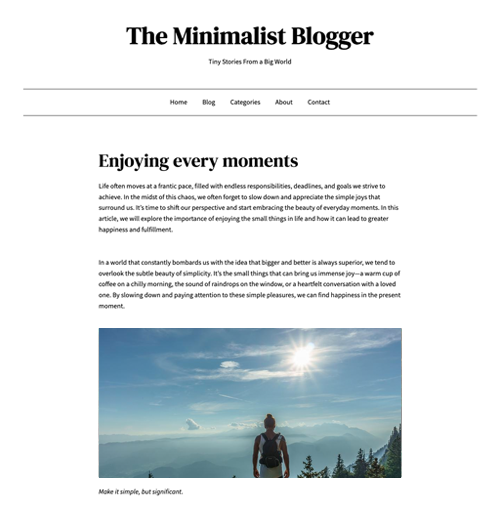 The Minimalist Blogger
Tiny Stories From a Big World
Home Blog Categories About Contact
Enjoying every moments
Life often moves at a frantic pace, filled with endless responsibilities, deadlines, and goals we strive to
achieve. In the midst of this chaos, we often forget to slow down and appreciate the simple joys that
surround us. It's time to shift our perspective and start embracing the beauty of everyday moments. In this
article, we will explore the importance of enjoying the small things in life and how it can lead to greater
happiness and fulfillment.
In a world that constantly bombards us with the idea that bigger and better is always superior, we tend to
overlook the subtle beauty of simplicity. It's the small things that can bring us immense joy—a warm cup of
coffee on a chilly morning, the sound of raindrops on the window, or a heartfelt conversation with a loved
one. By slowing down and paying attention to these simple pleasures, we can find happiness in the present
moment.
Make it simple, but significant.